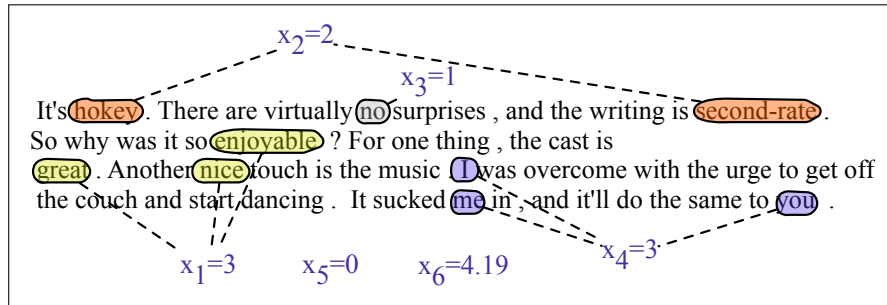 x2=2
x3=1
It's hokey . There are virtually no surprises , and the writing is second-rate .
So why was it so enjoyable ? For one thing , the cast is
great . Another nice touch is the music . I was overcome with the urge to get off
the couch and start dancing . It sucked me in , and it'll do the same to you .
x1=3 x5=0 x6=4.19 x4=3